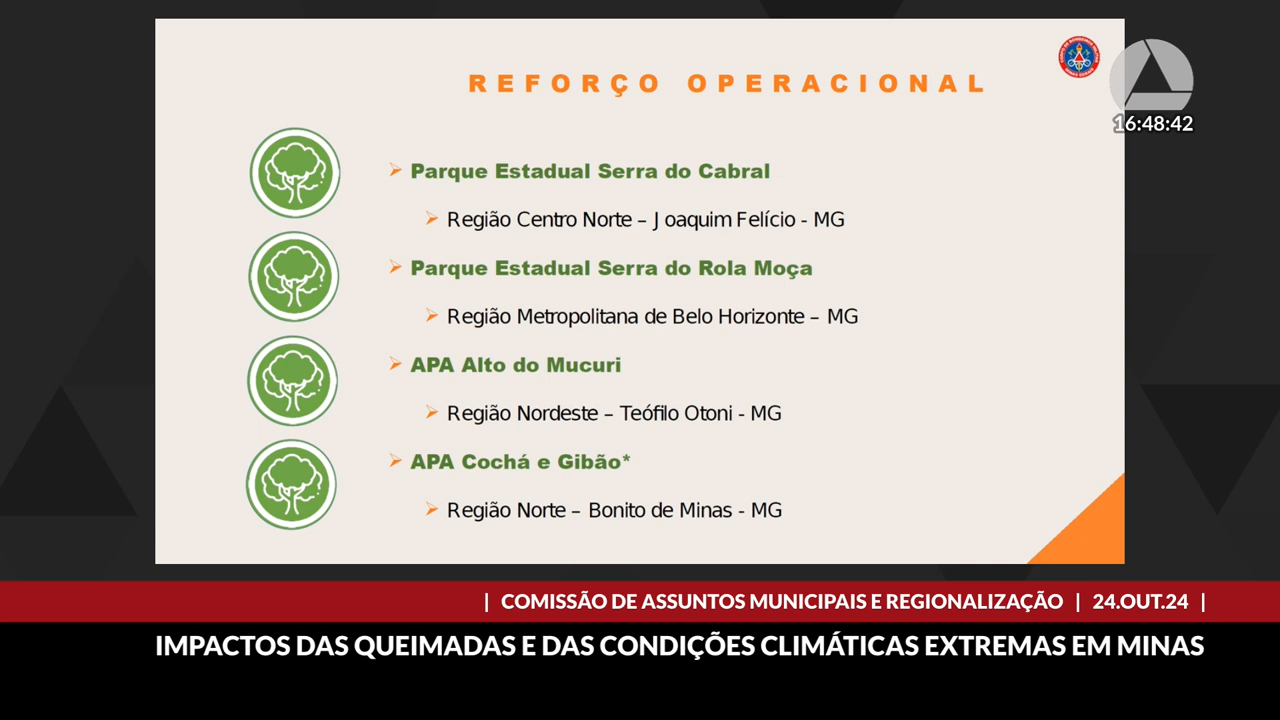 REFORÇO OPERACIONAL
16:48:42
➢ Parque Estadual Serra do Cabral
➢ Região Centro Norte – Joaquim Felício - MG
➢ Parque Estadual Serra do Rola Moça
➢ Região Metropolitana de Belo Horizonte – MG
➢ APA Alto do Mucuri
➢ Região Nordeste – Teófilo Otoni - MG
➢ APA Cochá e Gibão*
➢ Região Norte – Bonito de Minas - MG
| COMISSÃO DE ASSUNTOS MUNICIPAIS E REGIONALIZAÇÃO | 24.OUT.24 |
IMPACTOS DAS QUEIMADAS E DAS CONDIÇÕES CLIMÁTICAS EXTREMAS EM MINAS